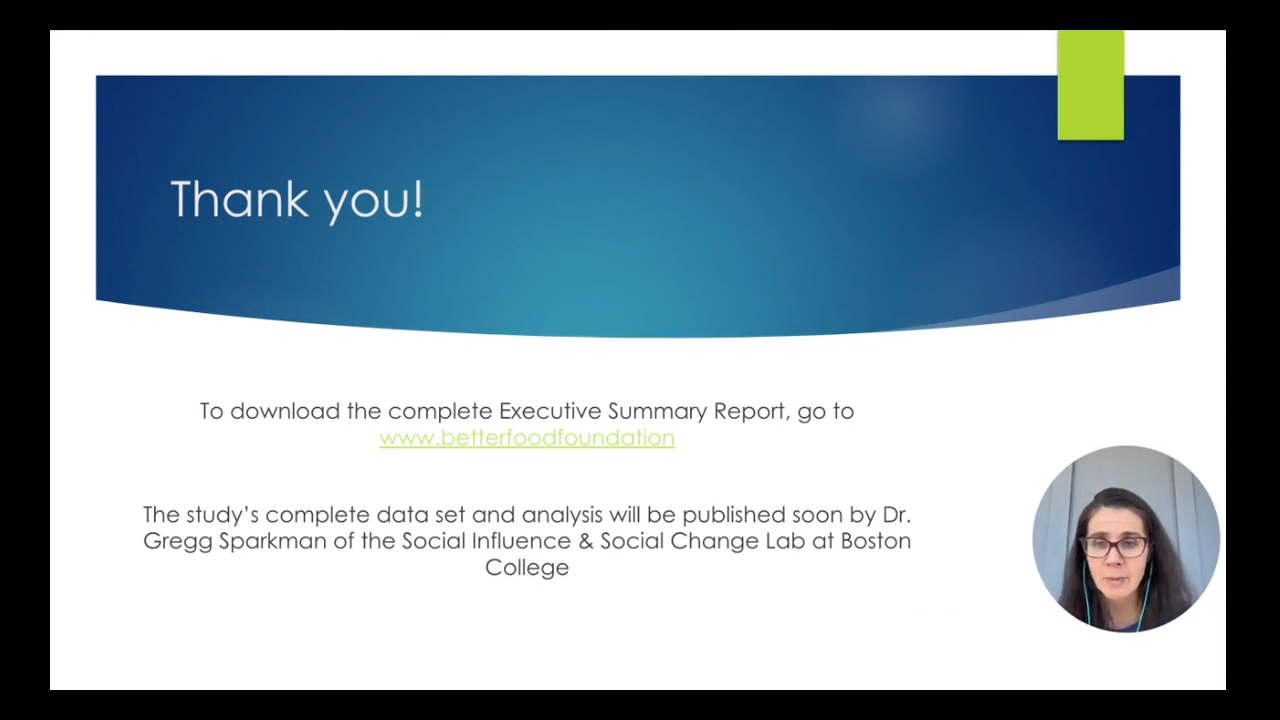 Thank you!
To download the complete Executive Summary Report, go to
www.betterfoodfoundation
The study's complete data set and analysis will be published soon by Dr.
Gregg Sparkman of the Social Influence & Social Change Lab at Boston
College